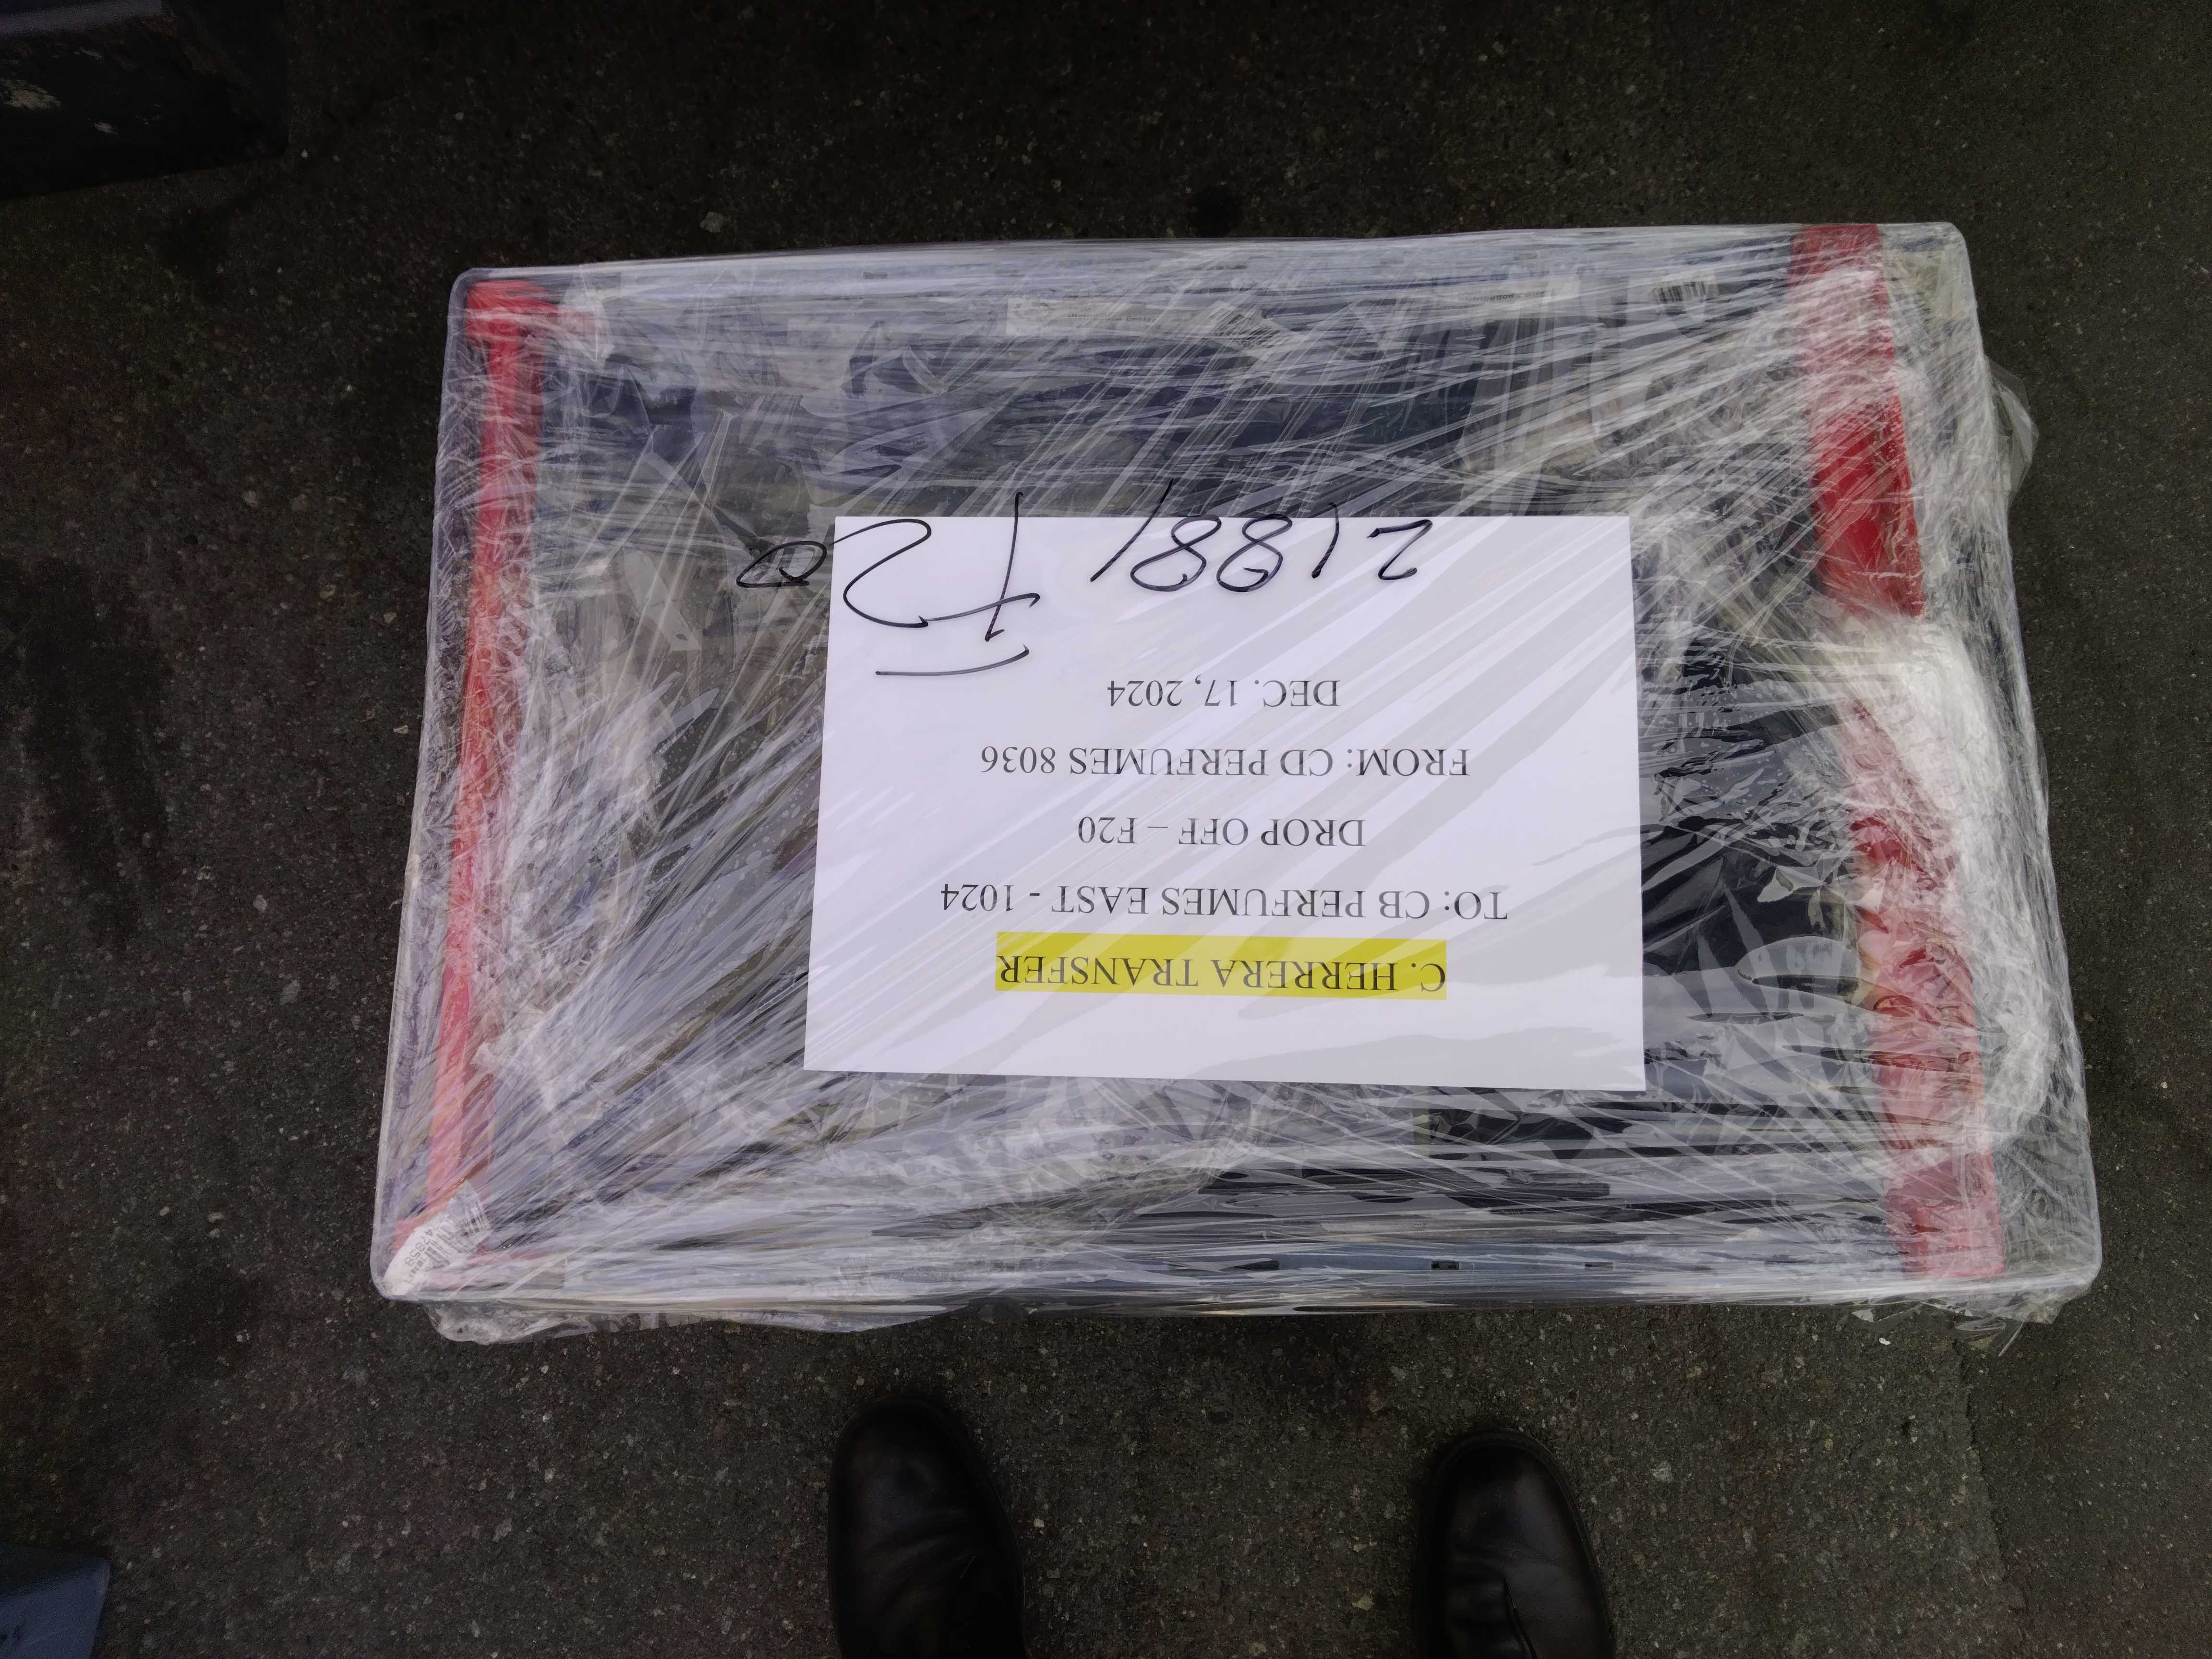 C. HERRERA TRANSFER
TO: CB PERFUMES EAST - 1024
DROP OFF – F20
FROM: CD PERFUMES 8036
DEC. 17, 2024
21881 F20